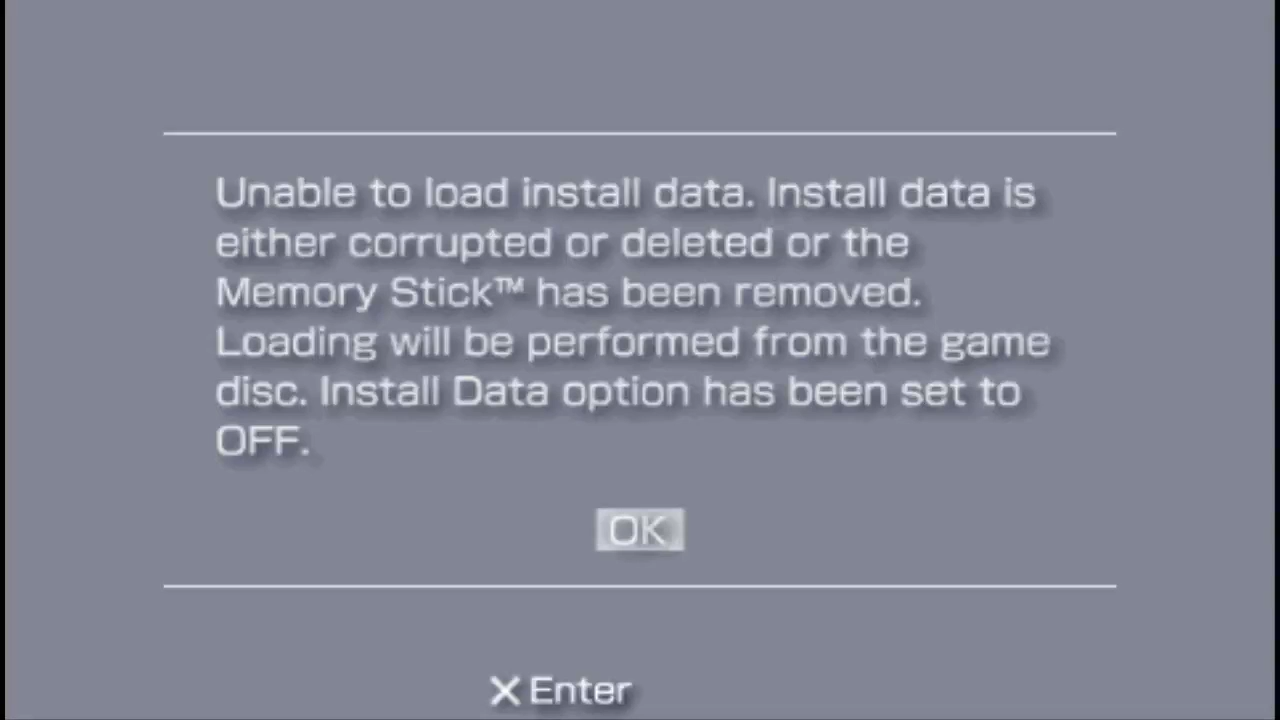 Unable to load install data. Install data is
either corrupted or deleted or the
Memory Stick™ has been removed.
Loading will be performed from the game
disc. Install Data option has been set to
OFF.
OK
X Enter